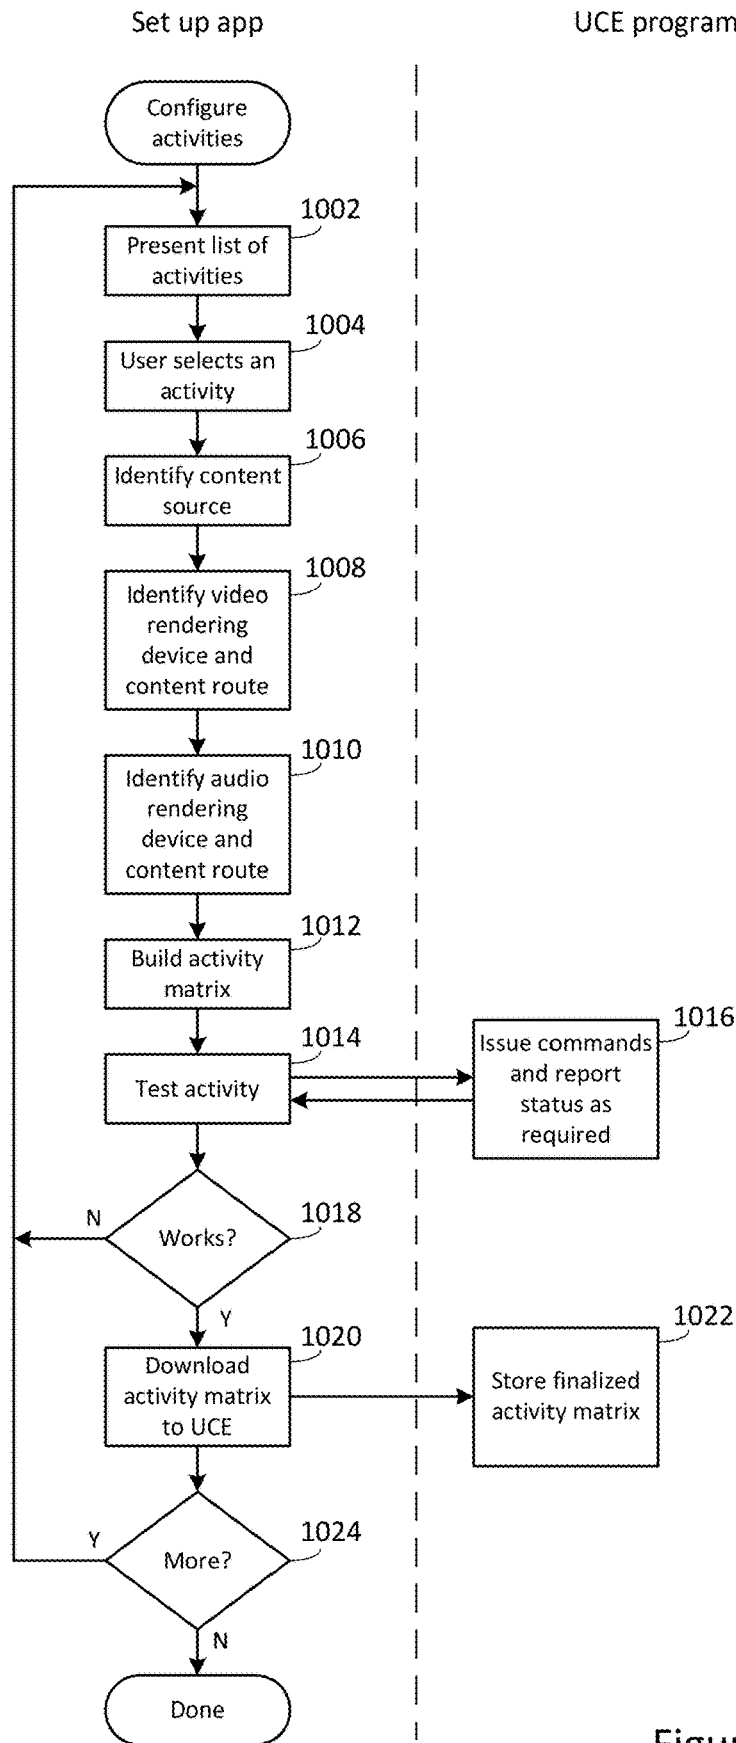 Set up app
UCE program
Configure
activities
1002
Present list of
activities
1004
User selects an
activity
1006
Identify content
source
1008
Identify video
rendering
device and
content route
1010
Identify audio
rendering
device and
content route
1012
Build activity
matrix
1014
Test activity
1016
Issue commands
and report
status as
required
N
Works?
1018
Y
1020
Download
activity matrix
to UCE
1022
Store finalized
activity matrix
Y
More?
1024
N
Done